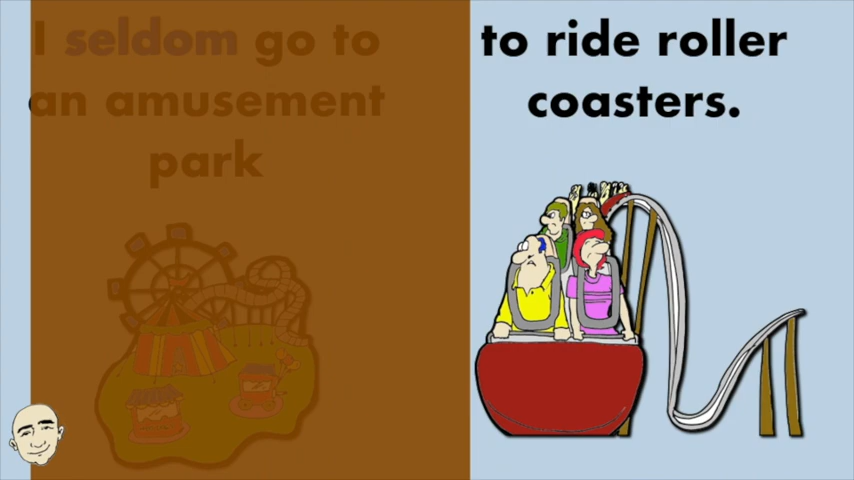 I seldom go to
an amusement
park
to ride roller
coasters.